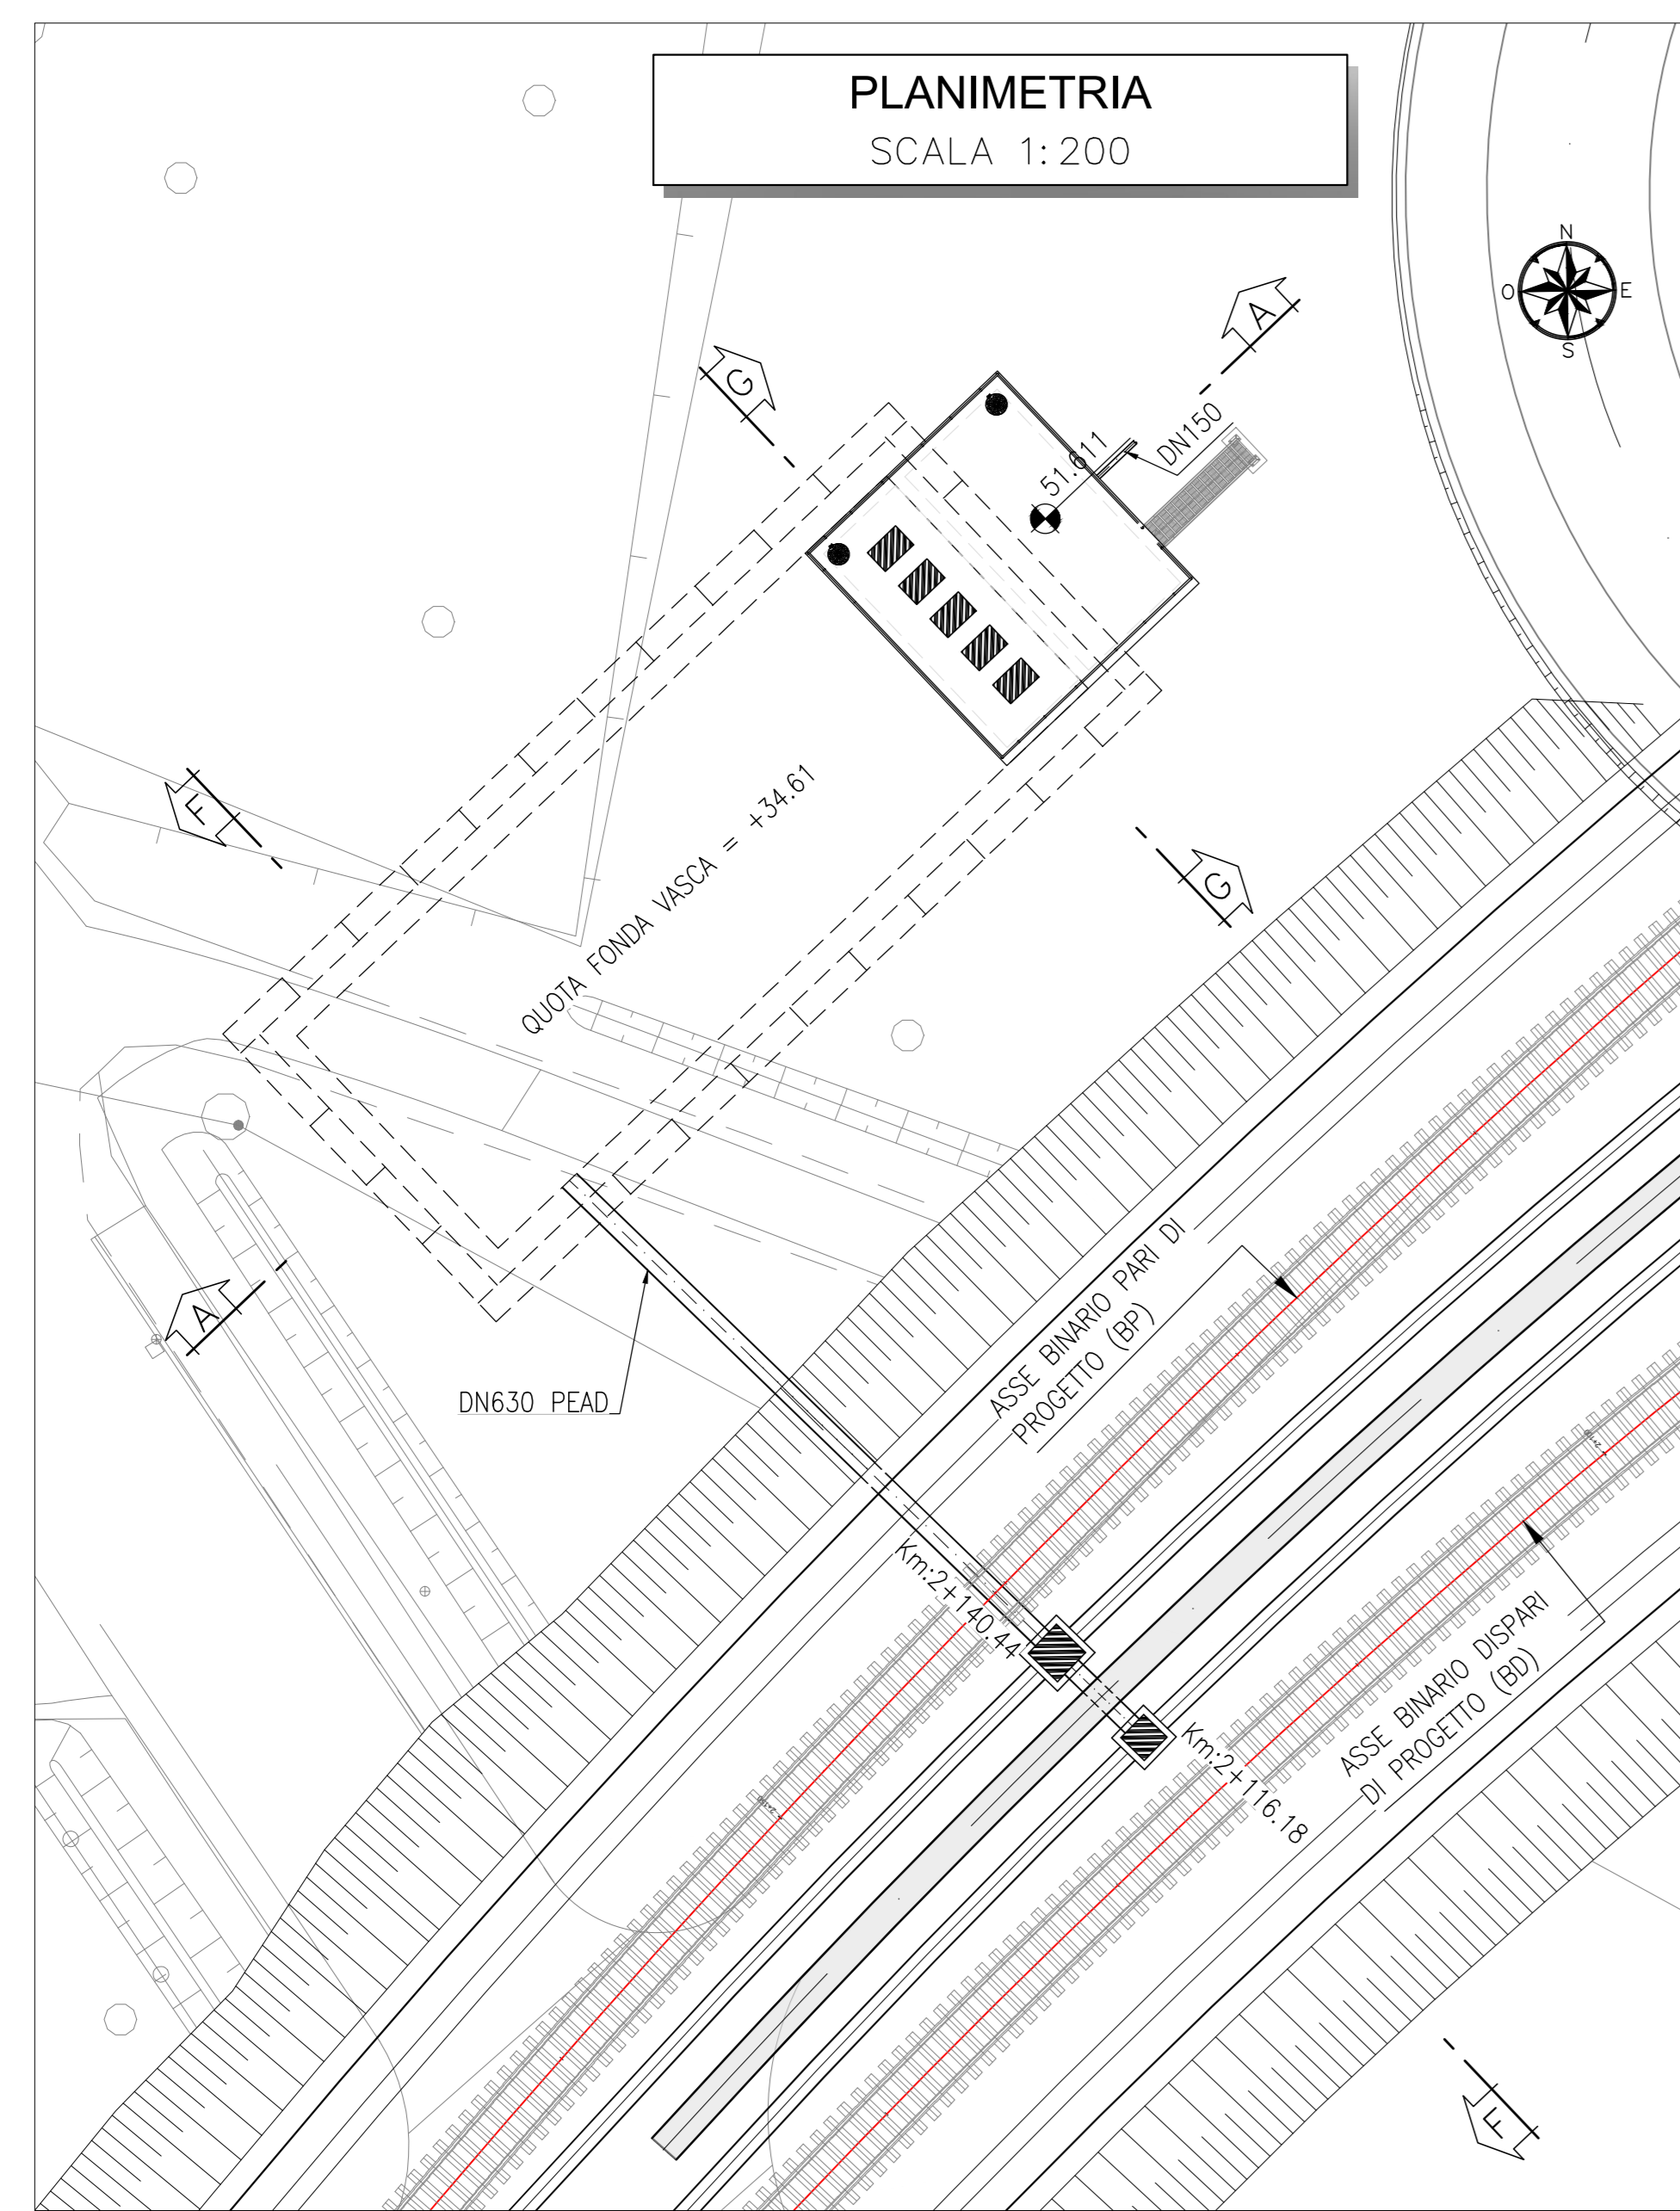 PLANIMETRIA
SCALA 1:200
N
O
E
S
A
G
DN150
51.611
F
QUOTA FONDA VASCA = +34.61
G
A
DN630 PEAD
ASSE BINARIO PARI DI
PROGETTO (BP)
Km:2+140.44
ASSE BINARIO DISPARI
DI PROGETTO (BD)
Km:2+116.18
F